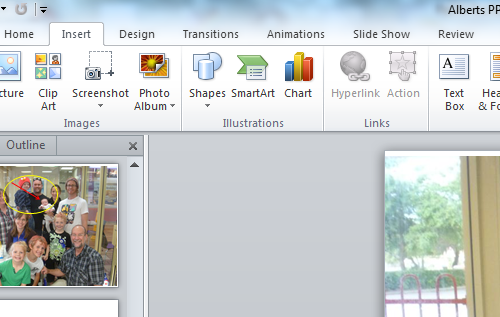 Alberts PP
Home Insert Design Transitions Animations Slide Show Review
cture Clip Art Screenshot Photo Album Shapes SmartArt Chart Hyperlink Action Text Box Hea & Fo
Images Illustrations Links
Outline